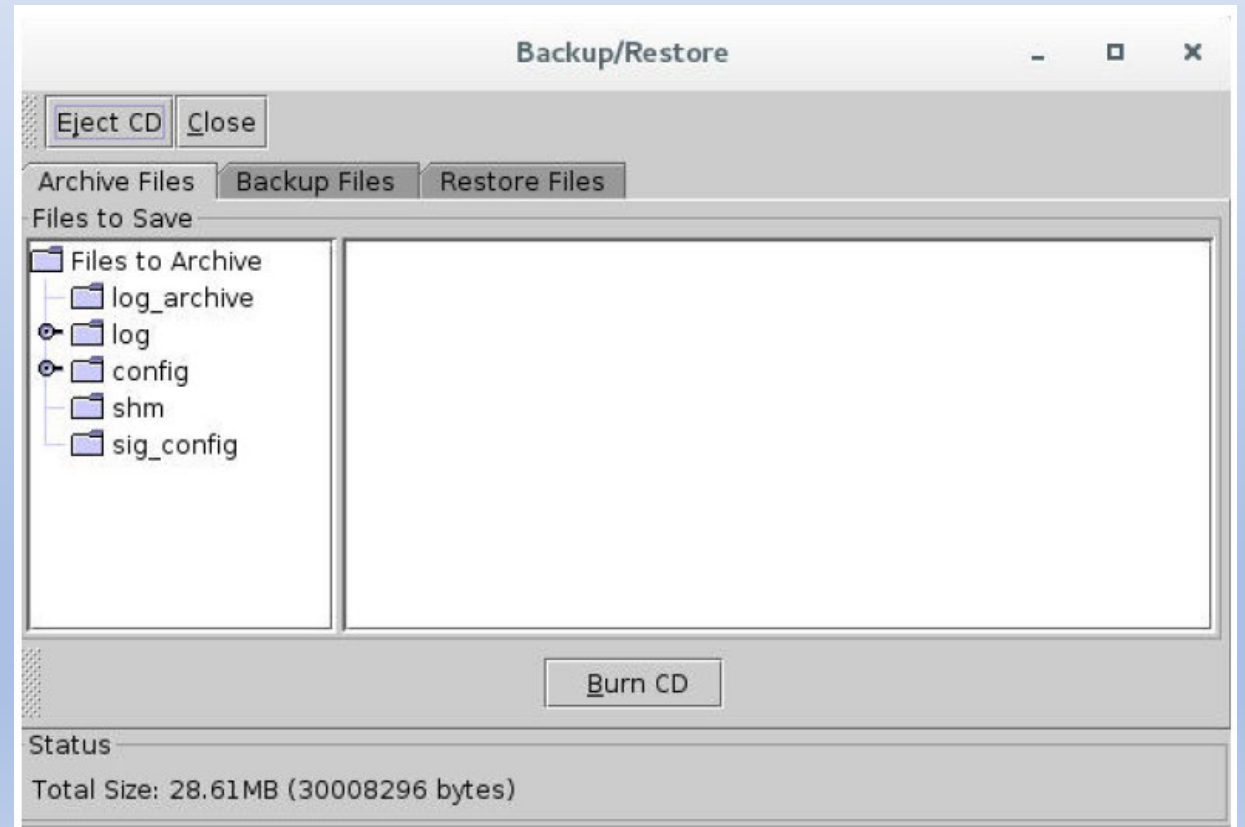 Backup/Restore
Eject CD Close
Archive Files Backup Files Restore Files
Files to Save
Files to Archive
log_archive
log
config
shm
sig_config
Burn CD
Status
Total Size: 28.61MB (30008296 bytes)